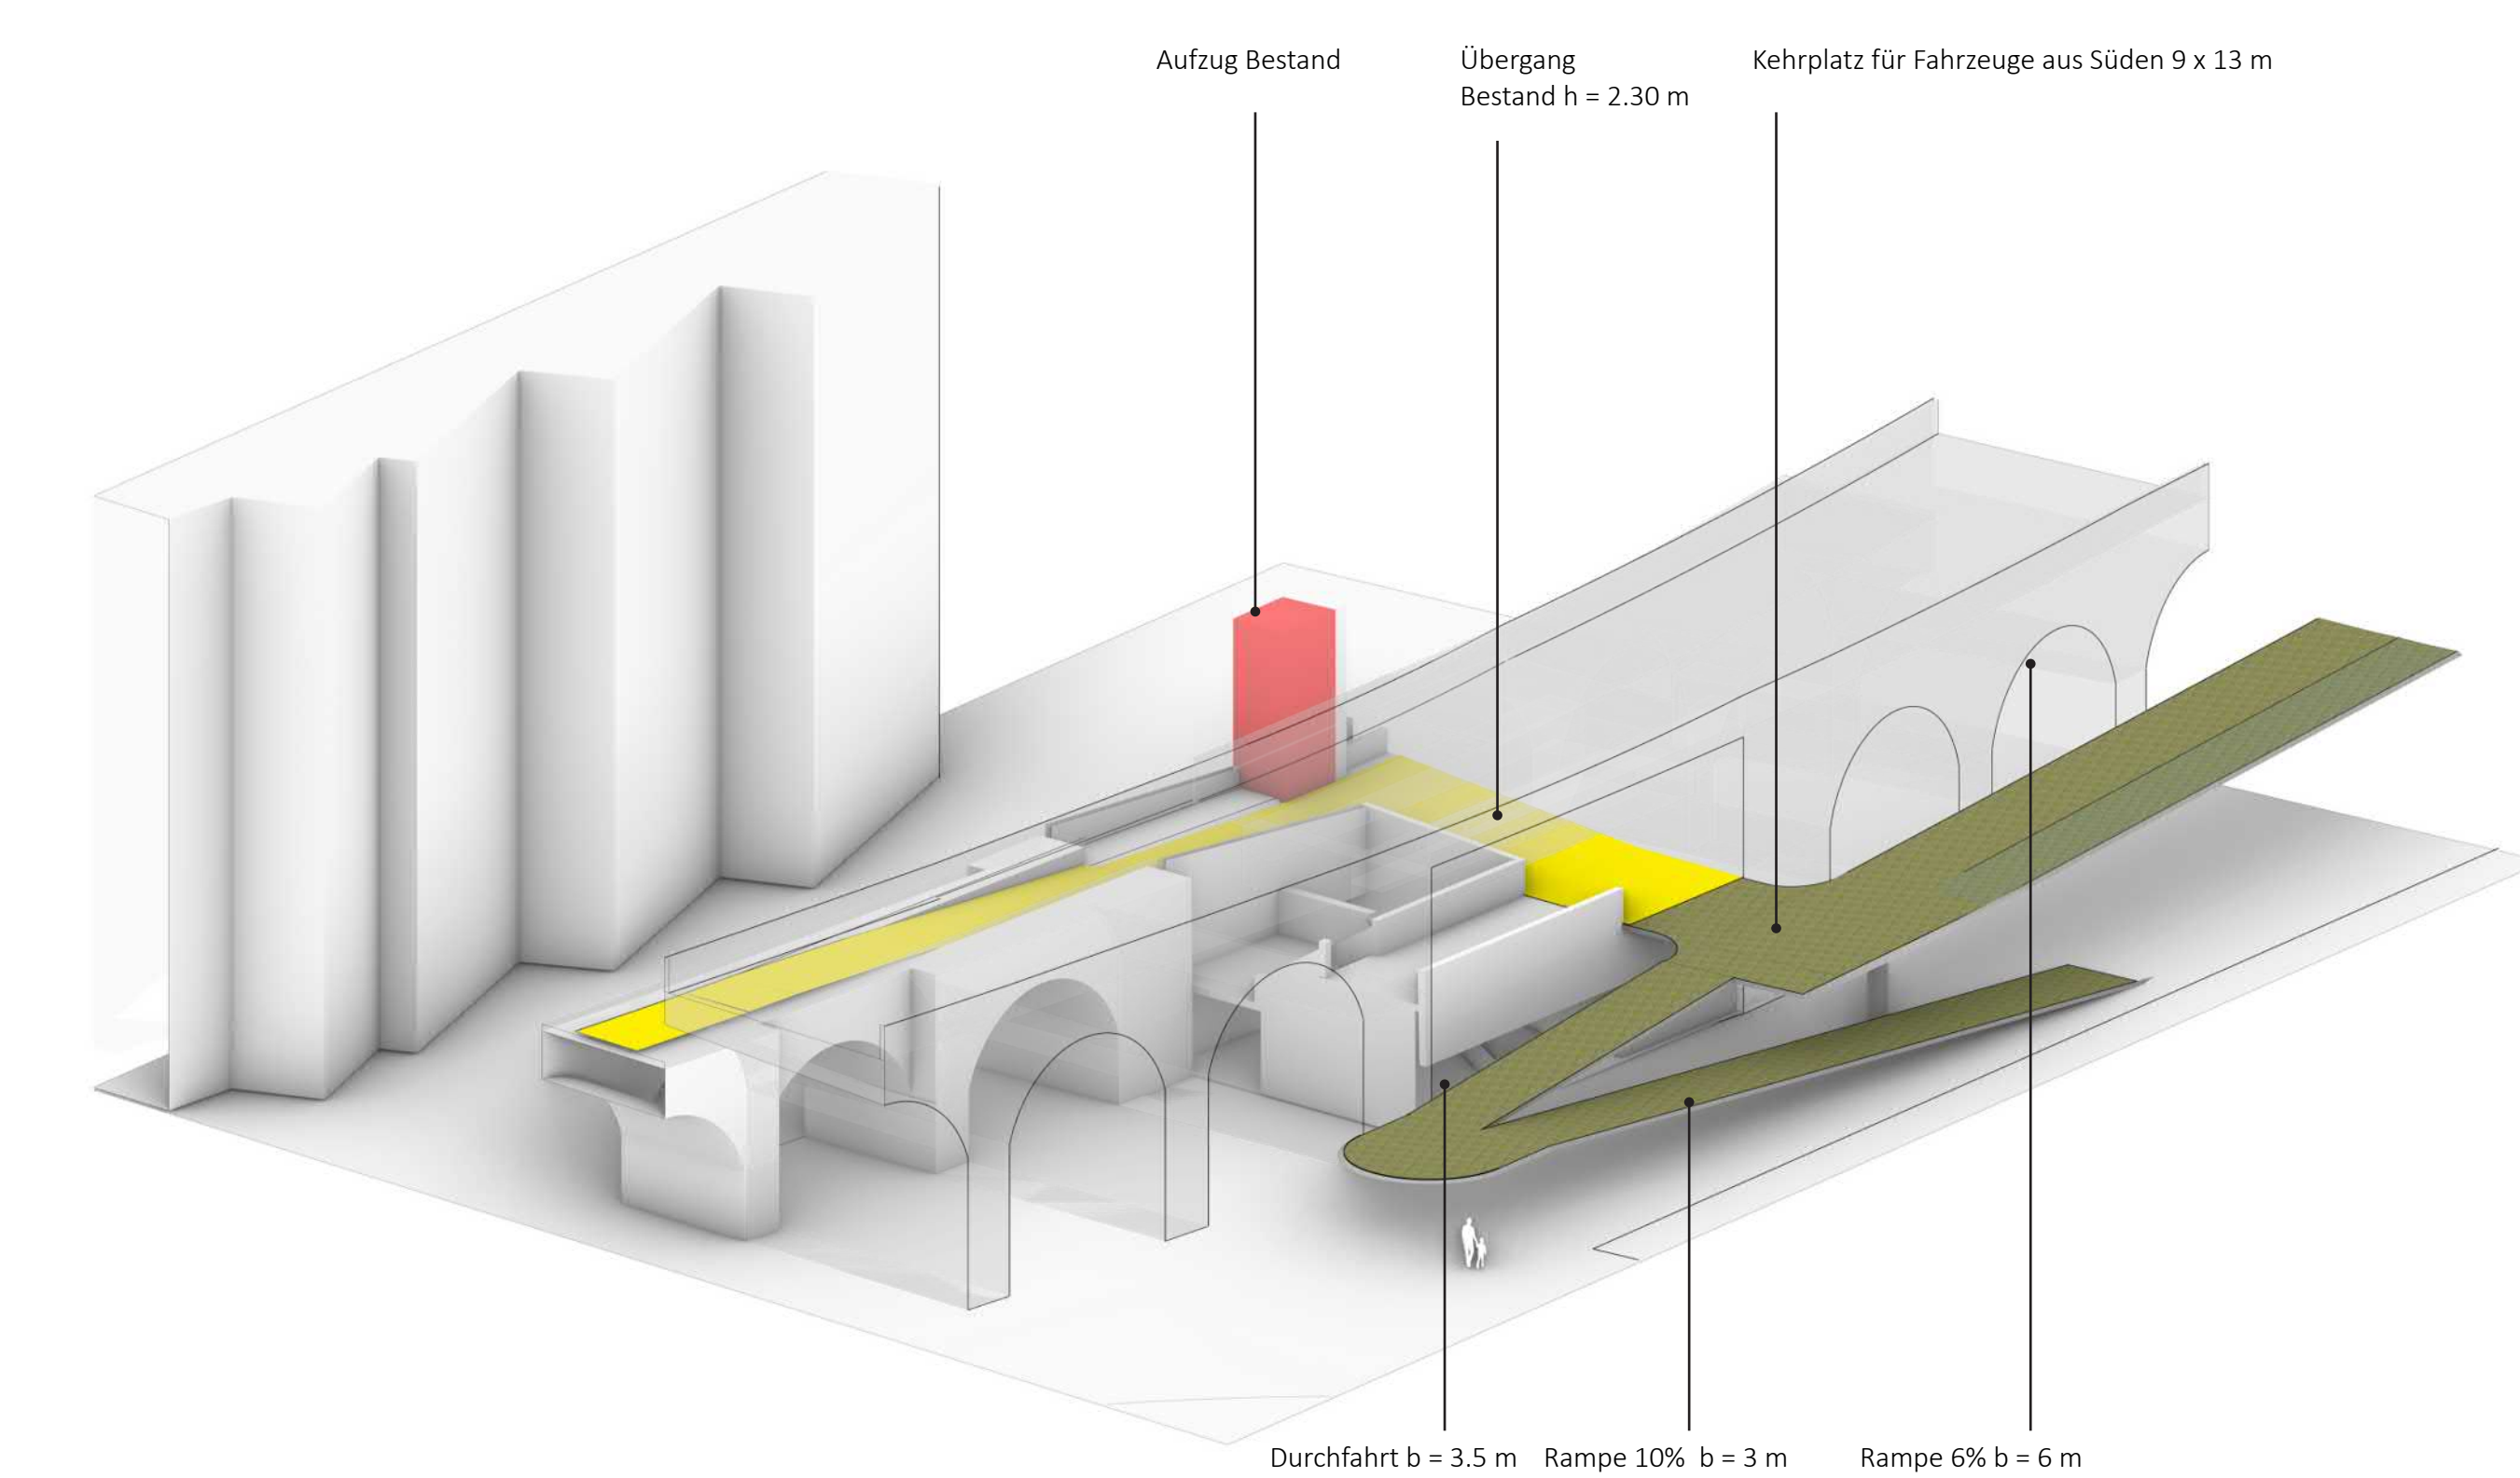 Aufzug Bestand
Übergang
Bestand h = 2.30 m
Kehrplatz für Fahrzeuge aus Süden 9 x 13 m
Durchfahrt b = 3.5 m
Rampe 10%  b = 3 m
Rampe 6% b = 6 m